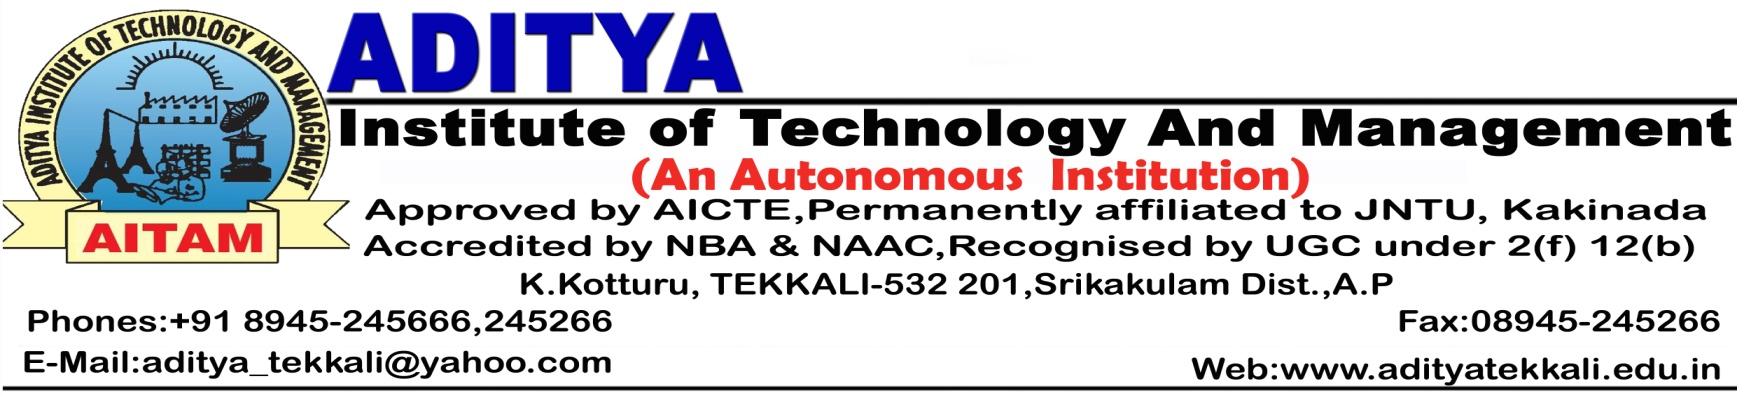 ADITYA INSTITUTE OF TECHNOLOGY AND MANAGEMENT
AITAM
ADITYA
Institute of Technology And Management
(An Autonomous Institution)
Approved by AICTE,Permanently affiliated to JNTU, Kakinada
Accredited by NBA & NAAC,Recognised by UGC under 2(f) 12(b)
K.Kotturu, TEKKALI-532 201,Srikakulam Dist.,A.P
Phones:+91 8945-245666,245266
Fax:08945-245266
E-Mail:aditya_tekkali@yahoo.com
Web:www.adityatekkali.edu.in